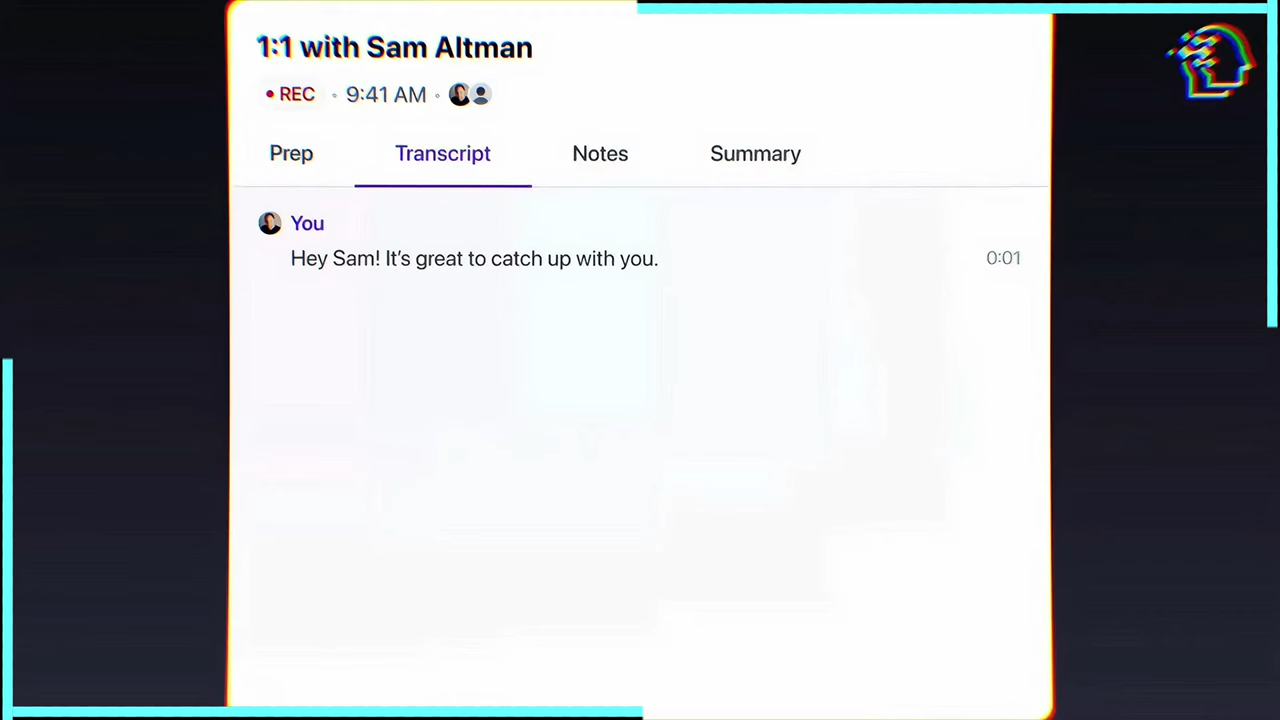 1:1 with Sam Altman
REC 9:41 AM
Prep Transcript Notes Summary
You
Hey Sam! It’s great to catch up with you. 0:01